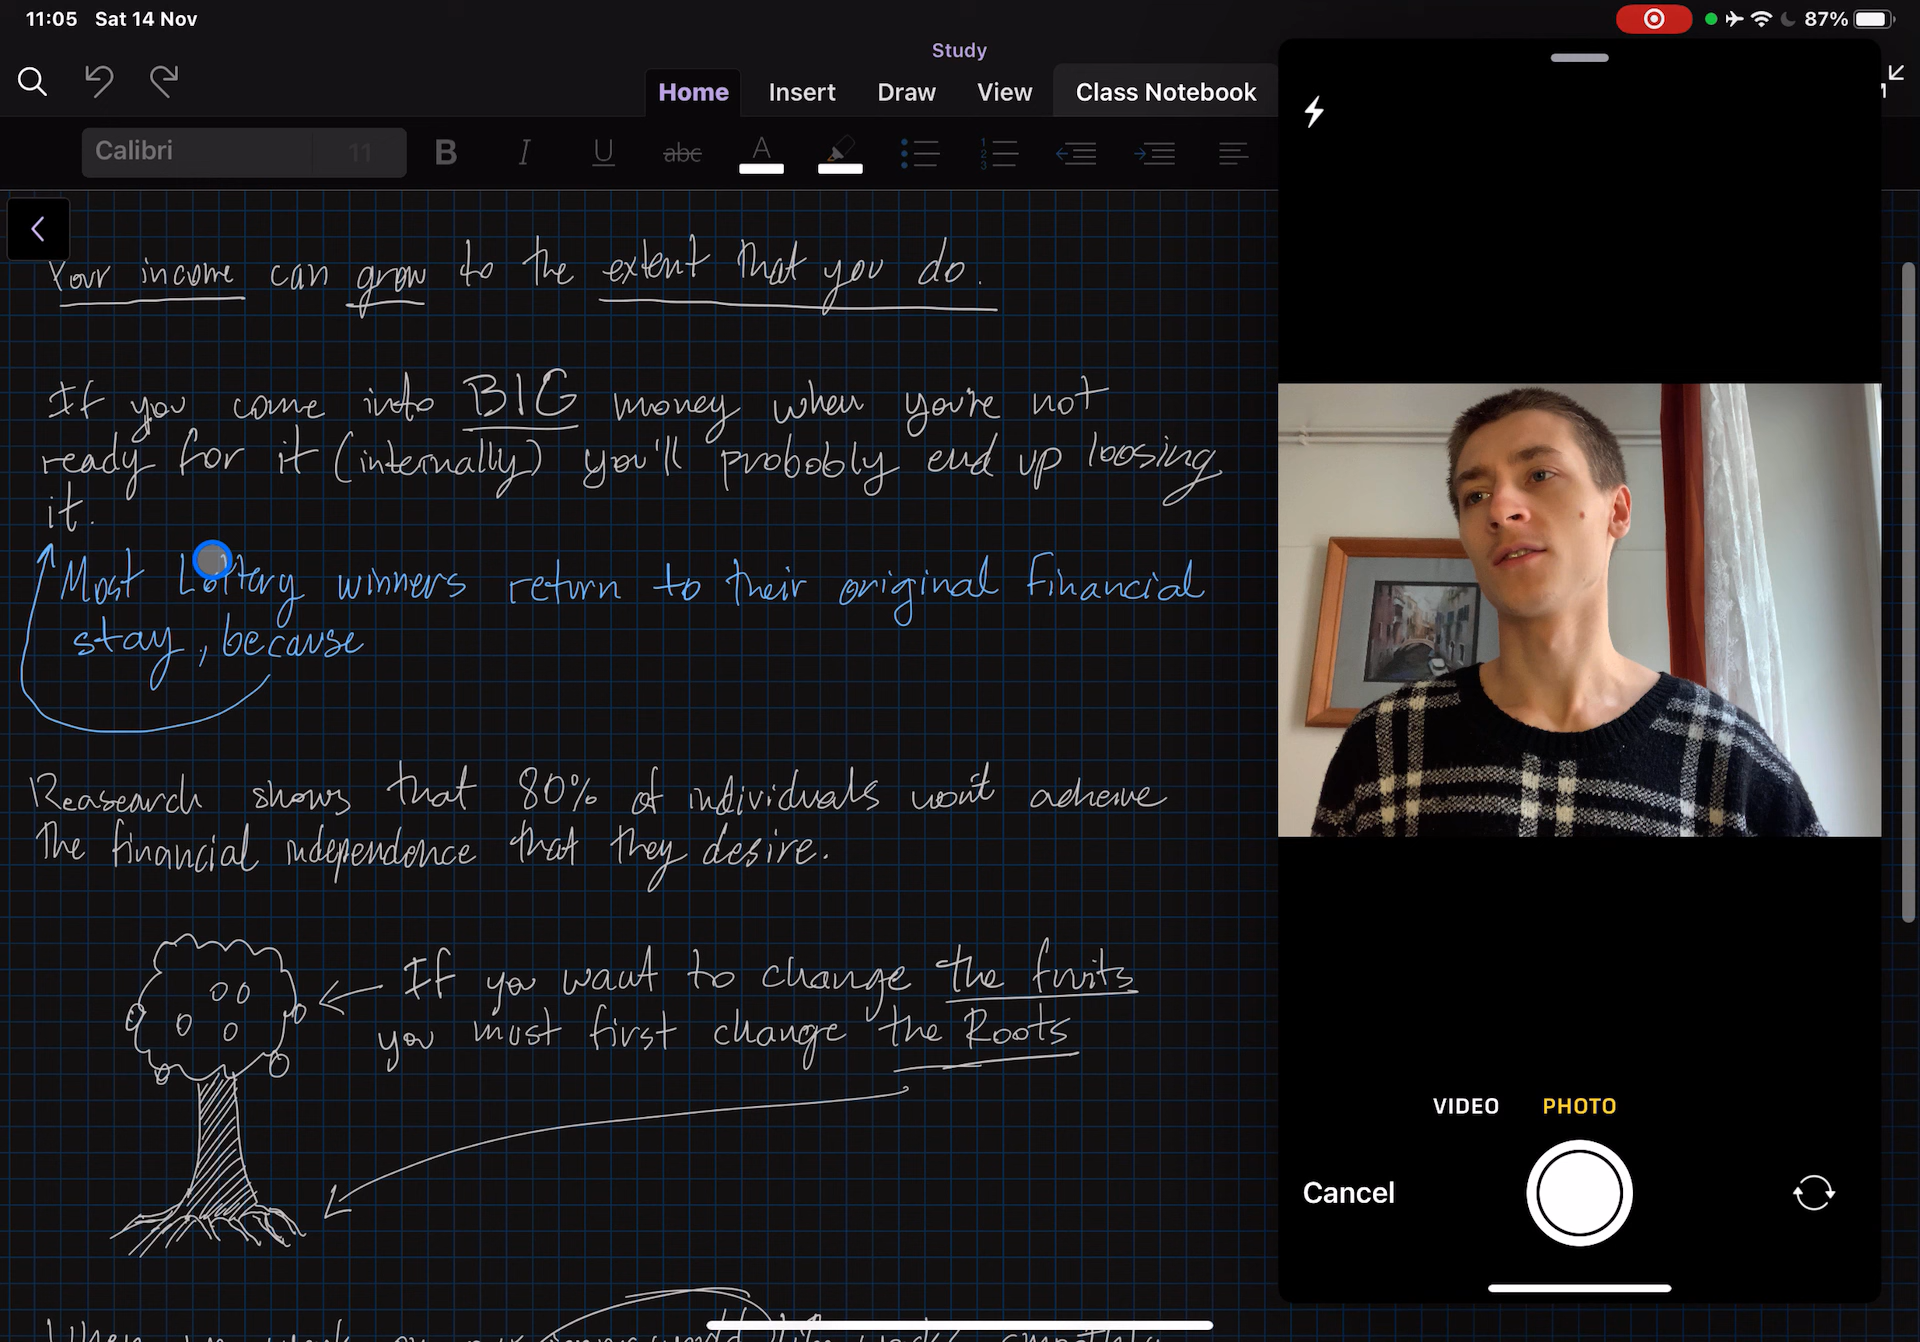 11:05 Sat 14 Nov
87%
Study
Home Insert Draw View Class Notebook
Calibri 11 B I U abc A
Your income can grow to the extent that you do.
If you come into BIG money when you're not
ready for it (internally) you'll probobly end up loosing
it.
Most Lottery winners return to their original financial
stay, because
Reasearch shows that 80% of individuals won't acheive
the financial independence that they desire.
If you want to change the fruits
you must first change the Roots
When
VIDEO PHOTO
Cancel